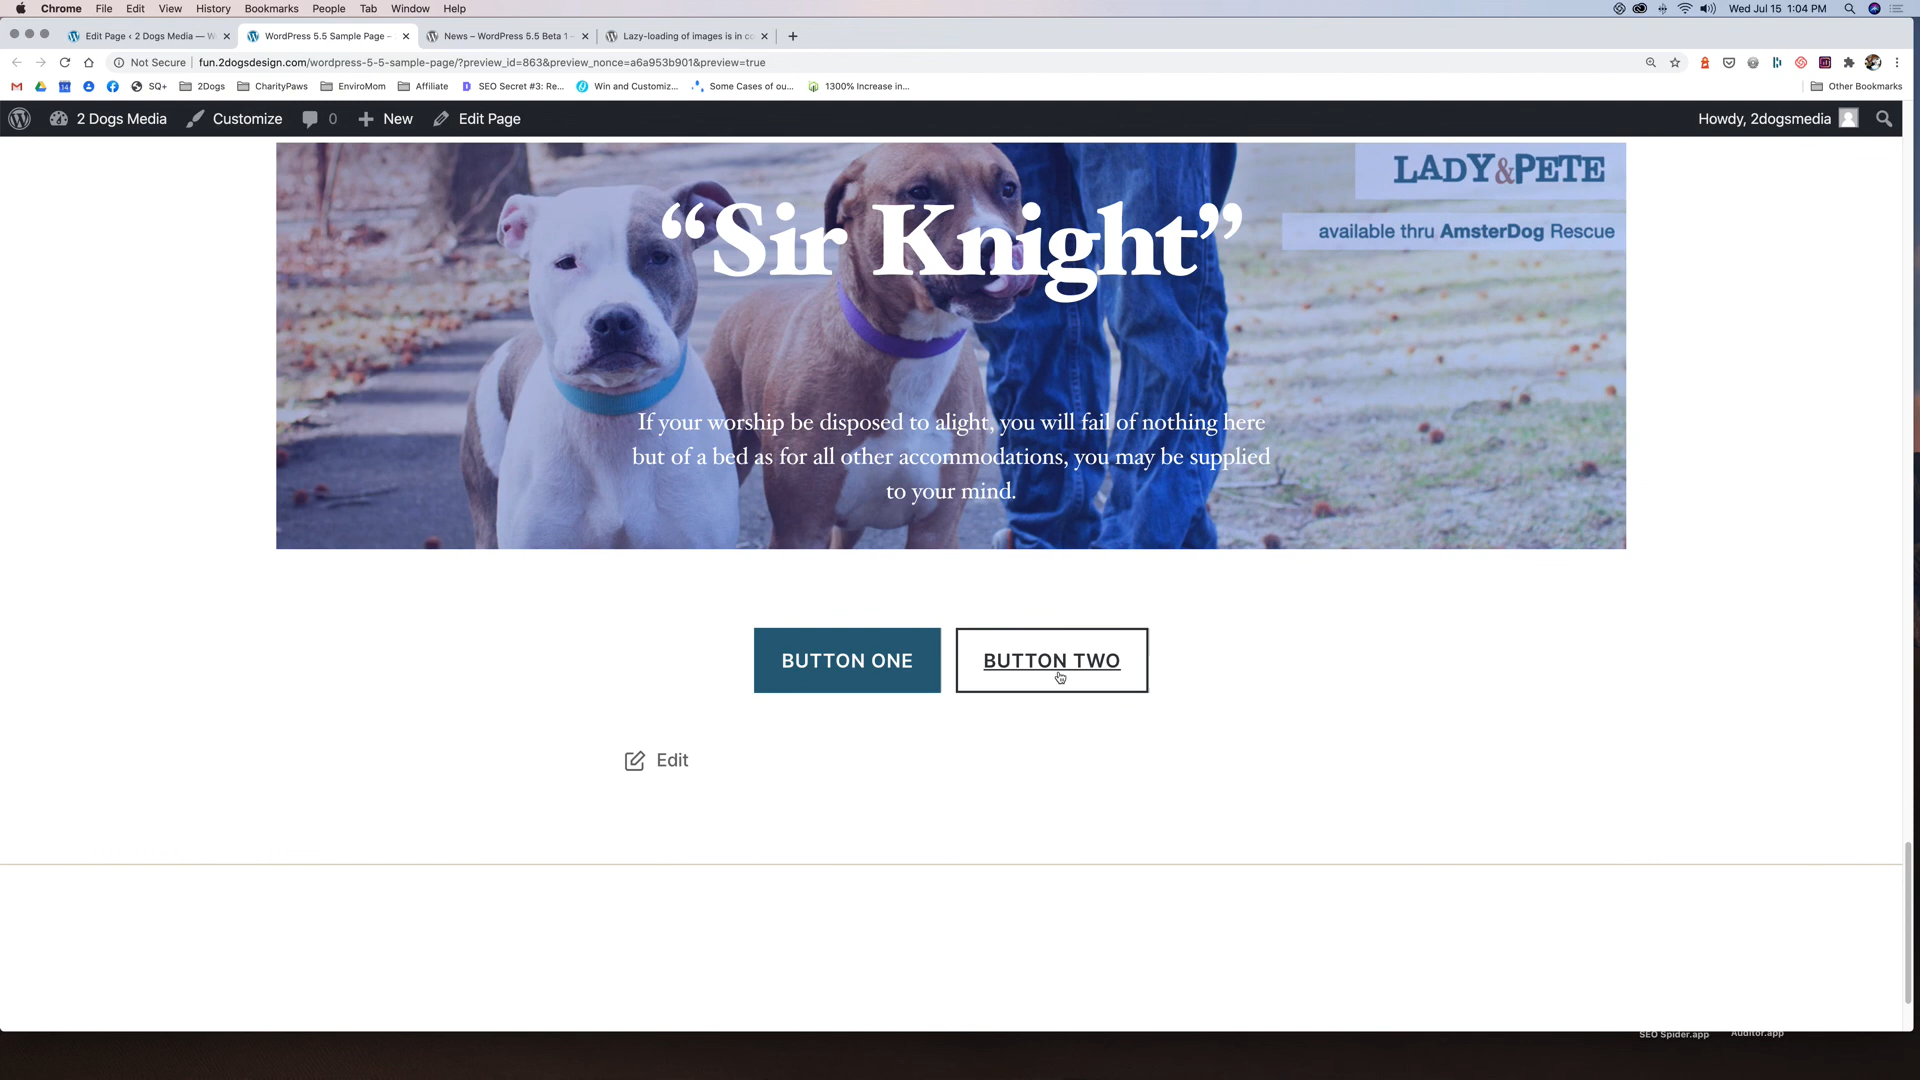 Chrome File Edit View History Bookmarks People Tab Window Help Wed Jul 15 1:04 PM
Edit Page ‹ 2 Dogs Media — W WordPress 5.5 Sample Page – News – WordPress 5.5 Beta 1 – Lazy-loading of images is in co
Not Secure fun.2dogsdesign.com/wordpress-5-5-sample-page/?preview_id=863&preview_nonce=a6a953b901&preview=true
SQ+ 2Dogs CharityPaws EnviroMom Affiliate SEO Secret #3: Re... Win and Customiz... Some Cases of ou... 1300% Increase in... Other Bookmarks
2 Dogs Media Customize 0 New Edit Page Howdy, 2dogsmedia
LADY&PETE
available thru AmsterDog Rescue
“Sir Knight”
If your worship be disposed to alight, you will fail of nothing here
but of a bed as for all other accommodations, you may be supplied
to your mind.
BUTTON ONE BUTTON TWO
Edit
SEO Spider.app Auditor.app